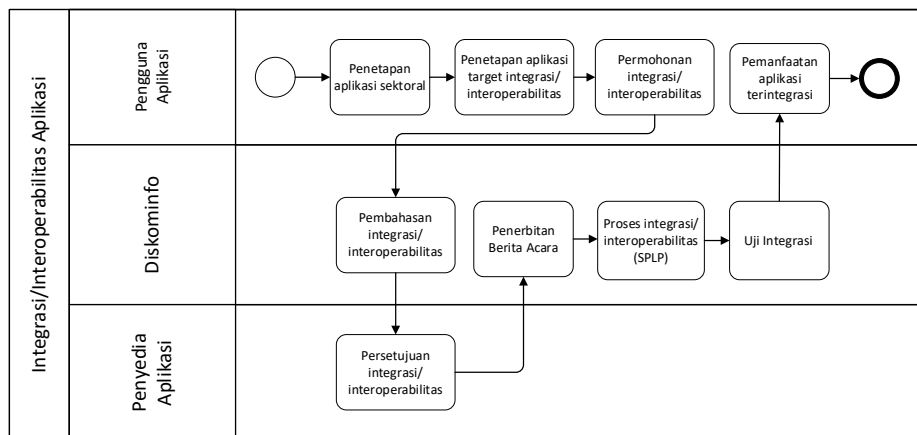 Integrasi/Interoperabilitas Aplikasi
Pengguna
Aplikasi
Penetapan
aplikasi sektoral
Penetapan aplikasi
target integrasi/
interoperabilitas
Permohonan
integrasi/
interoperabilitas
Pemanfaatan
aplikasi
terintegrasi
Diskominfo
Pembahasan
integrasi/
interoperabilitas
Penerbitan
Berita Acara
Proses integrasi/
interoperabilitas
(SPLP)
Uji Integrasi
Penyedia
Aplikasi
Persetujuan
integrasi/
interoperabilitas